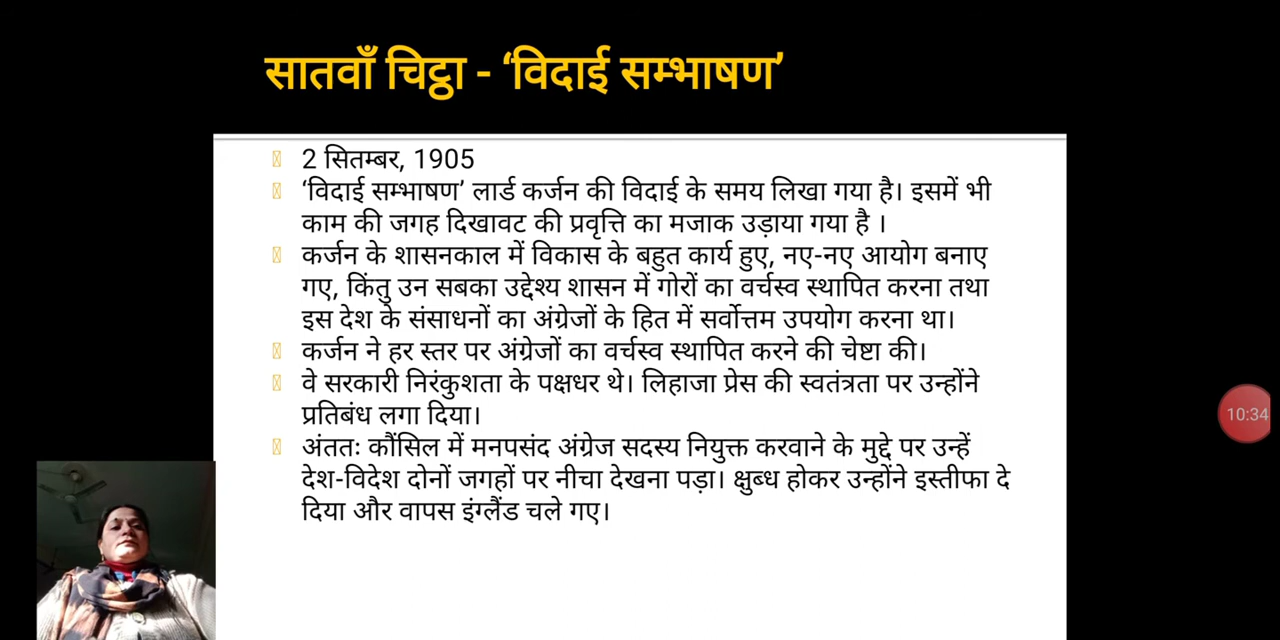 सातवाँ चिट्ठा - ‘विदाई सम्भाषण’
2 सितम्बर, 1905
‘विदाई सम्भाषण’ लार्ड कर्जन की विदाई के समय लिखा गया है। इसमें भी
काम की जगह दिखावट की प्रवृत्ति का मजाक उड़ाया गया है ।
कर्जन के शासनकाल में विकास के बहुत कार्य हुए, नए-नए आयोग बनाए
गए, किंतु उन सबका उद्देश्य शासन में गोरों का वर्चस्व स्थापित करना तथा
इस देश के संसाधनों का अंग्रेजों के हित में सर्वोत्तम उपयोग करना था।
कर्जन ने हर स्तर पर अंग्रेजों का वर्चस्व स्थापित करने की चेष्टा की।
वे सरकारी निरंकुशता के पक्षधर थे। लिहाजा प्रेस की स्वतंत्रता पर उन्होंने
प्रतिबंध लगा दिया।
अंततः कौंसिल में मनपसंद अंग्रेज सदस्य नियुक्त करवाने के मुद्दे पर उन्हें
देश-विदेश दोनों जगहों पर नीचा देखना पड़ा। क्षुब्ध होकर उन्होंने इस्तीफा दे
दिया और वापस इंग्लैंड चले गए।
10:34